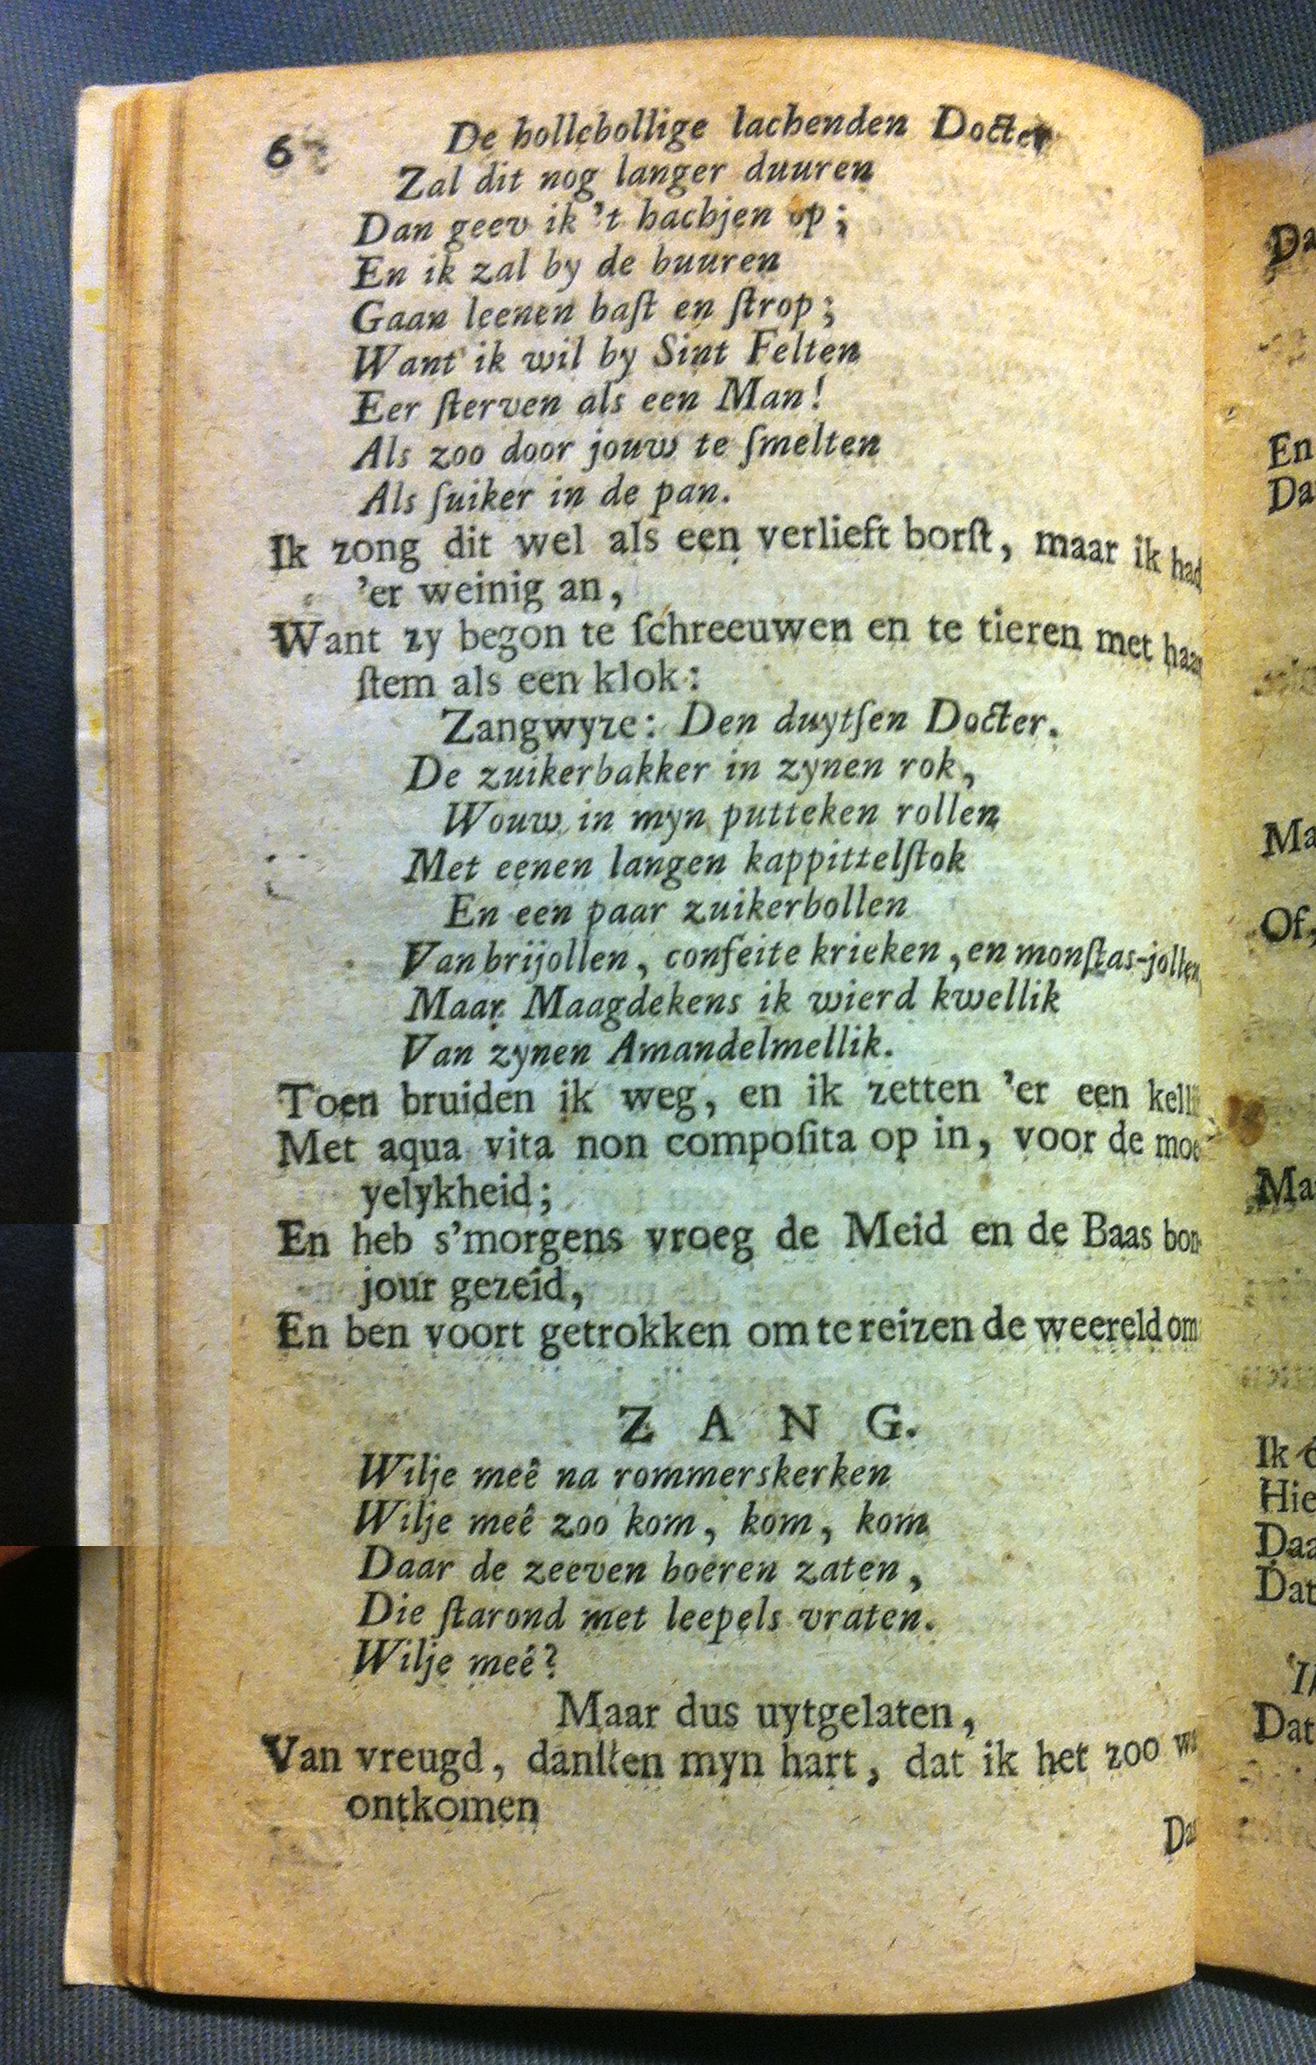 6 De hollebollige lachenden Docter
Zal dit nog langer duuren
Dan geev ik 't hachjen op;
En ik zal by de buuren
Gaan leenen baſt en ſtrop;
Want ik wil by Sint Felten
Eer ſterven als een Man!
Als zoo door jouw te ſmelten
Als ſuiker in de pan.
Ik zong dit wel als een verlieft borſt, maar ik had
'er weinig an,
Want zy begon te ſchreeuwen en te tieren met haar
ſtem als een klok:
Zangwyze: Den duytſen Docter.
De zuikerbakker in zynen rok,
Wouw in myn putteken rollen
Met eenen langen kappittelſtok
En een paar zuikerbollen
Van brijollen, confeite krieken, en monſtas-jollen,
Maar Maagdekens ik wierd kwellik
Van zynen Amandelmellik.
Toen bruiden ik weg, en ik zetten 'er een
Met aqua vita non compoſita op in, voor de moe
yelykheid;
En heb s'morgens vroeg de Meid en de Baas bon-
jour gezeid,
En ben voort getrokken om te reizen de weereld om
ZANG.
Wilje meê na rommerskerken
Wilje meê zoo kom, kom, kom
Daar de zeeven boeren zaten,
Die ſtarond met leepels vraten.
Wilje meê?
Maar dus uytgelaten,
Van vreugd, danſten myn hart, dat ik het zoo
ontkomen
Da
Ma
Of,
Ma
En
Ik
Hie
Daa
Dat
Dat